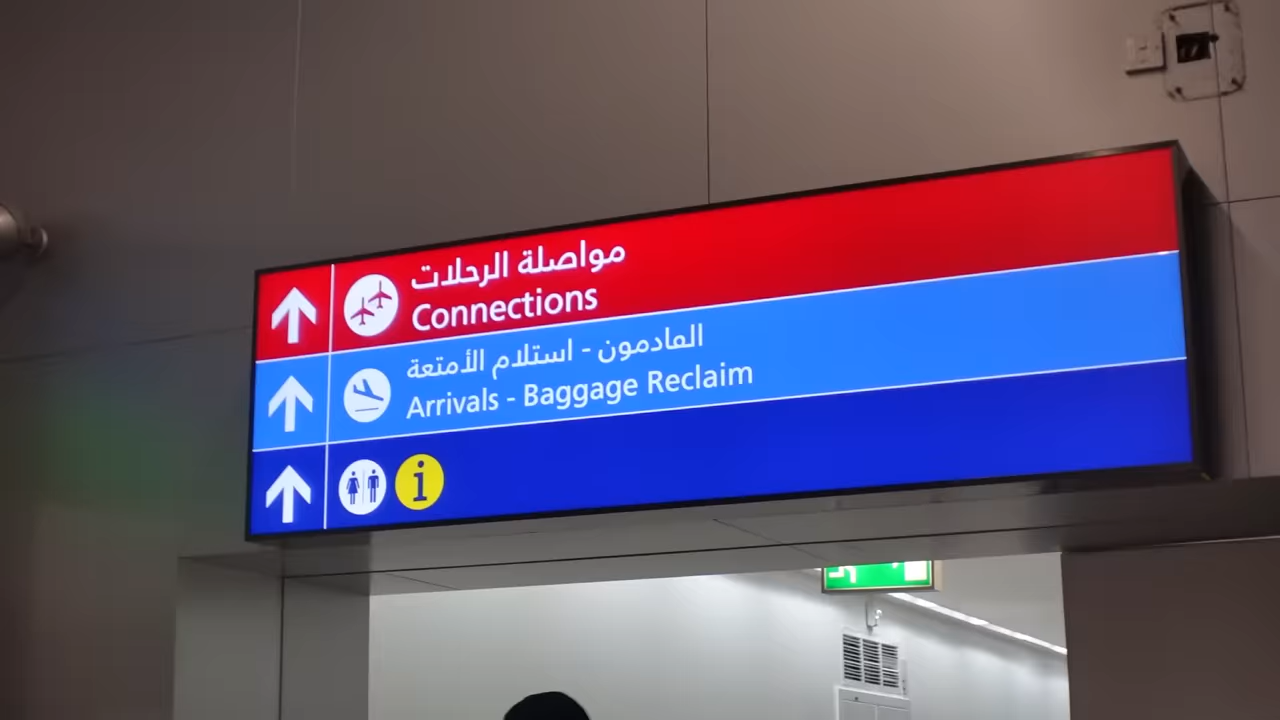 مواصلة الرحلات
Connections
القادمون - استلام الأمتعة
Arrivals - Baggage Reclaim
i